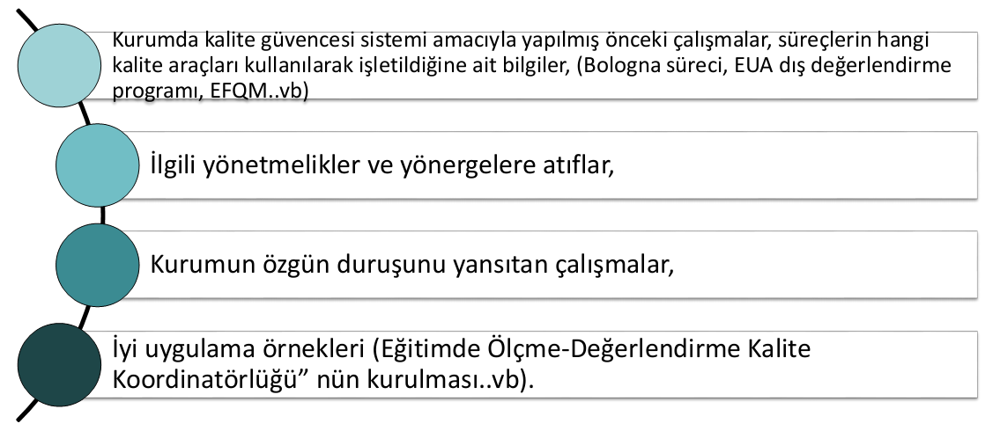 Kurumda kalite güvencesi sistemi amacıyla yapılmış önceki çalışmalar, süreçlerin hangi
kalite araçları kullanılarak işletildiğine ait bilgiler, (Bologna süreci, EUA dış değerlendirme
programı, EFQM..vb)
İlgili yönetmelikler ve yönergelere atıflar,
Kurumun özgün duruşunu yansıtan çalışmalar,
İyi uygulama örnekleri (Eğitimde Ölçme-Değerlendirme Kalite
Koordinatörlüğü” nün kurulması..vb).